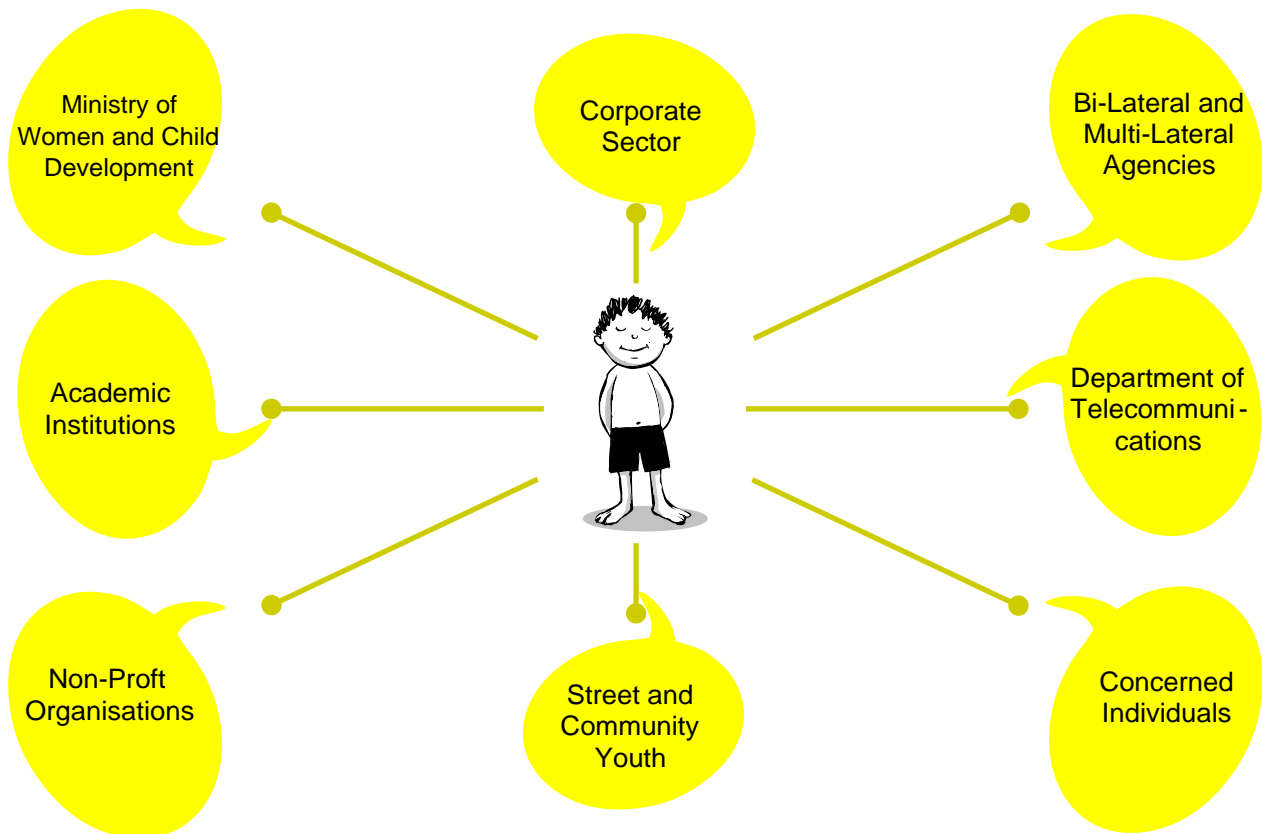 Ministry of
Women and Child
Development
Corporate
Sector
Bi-Lateral and
Multi-Lateral
Agencies
Academic
Institutions
Department of
Telecommuni-
cations
Non-Proft
Organisations
Street and
Community
Youth
Concerned
Individuals